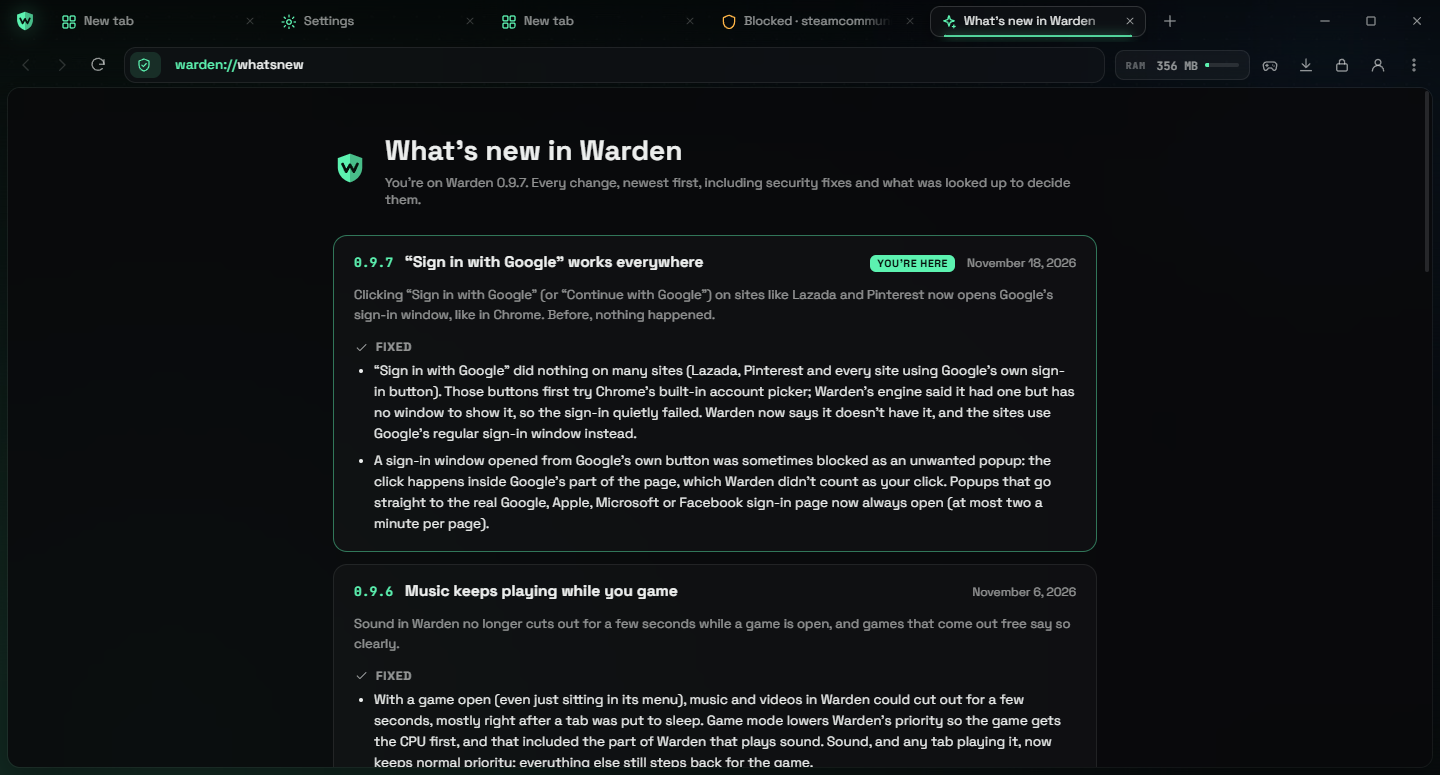 New tab
Settings
New tab
Blocked · steamcommun
What's new in Warden
warden://whatsnew
RAM 356 MB
What's new in Warden
You're on Warden 0.9.7. Every change, newest first, including security fixes and what was looked up to decide
them.
0.9.7 “Sign in with Google” works everywhere YOU'RE HERE November 18, 2026
Clicking “Sign in with Google” (or “Continue with Google”) on sites like Lazada and Pinterest now opens Google's
sign-in window, like in Chrome. Before, nothing happened.
FIXED
• “Sign in with Google” did nothing on many sites (Lazada, Pinterest and every site using Google's own sign-
in button). Those buttons first try Chrome's built-in account picker; Warden's engine said it had one but has
no window to show it, so the sign-in quietly failed. Warden now says it doesn't have it, and the sites use
Google's regular sign-in window instead.
• A sign-in window opened from Google's own button was sometimes blocked as an unwanted popup: the
click happens inside Google's part of the page, which Warden didn't count as your click. Popups that go
straight to the real Google, Apple, Microsoft or Facebook sign-in page now always open (at most two a
minute per page).
0.9.6 Music keeps playing while you game November 6, 2026
Sound in Warden no longer cuts out for a few seconds while a game is open, and games that come out free say so
clearly.
FIXED
• With a game open (even just sitting in its menu), music and videos in Warden could cut out for a few
seconds, mostly right after a tab was put to sleep. Game mode lowers Warden's priority so the game gets
the CPU first, and that included the part of Warden that plays sound. Sound, and any tab playing it, now
keeps normal priority; everything else still steps back for the game.